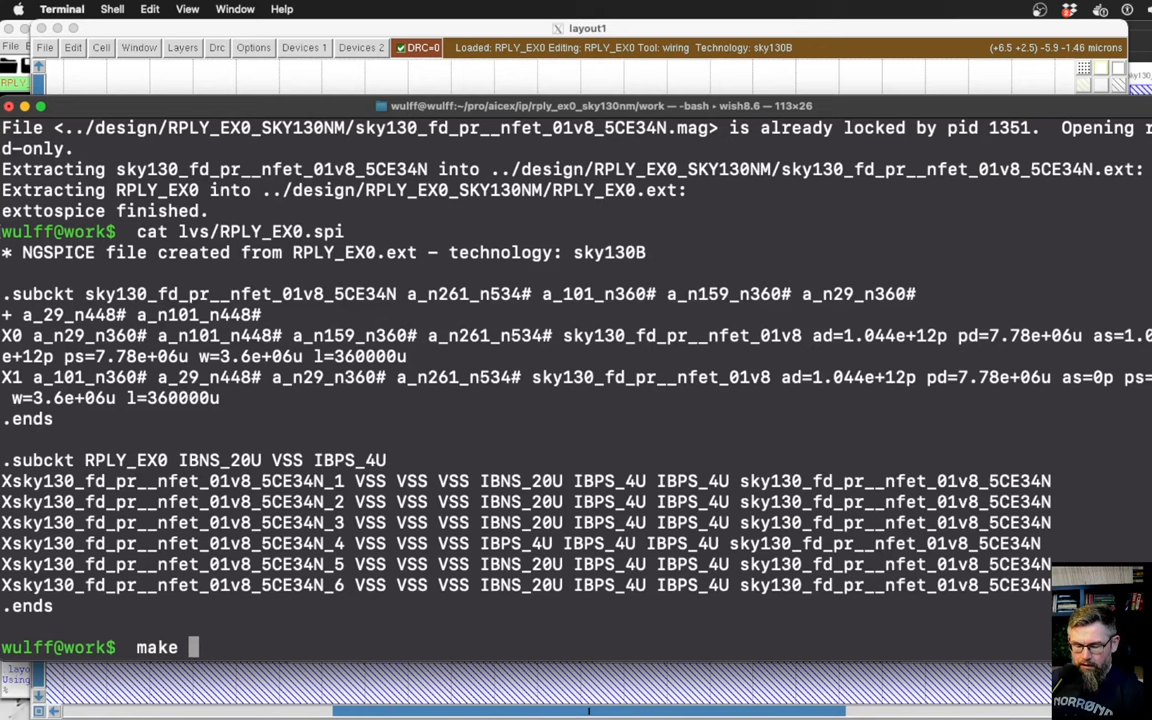 Terminal Shell Edit View Window Help
layout1
File
File Edit Cell Window Layers Drc Options Devices 1 Devices 2 DRC=0 Loaded: RPLY_EX0 Editing: RPLY_EX0 Tool: wiring Technology: sky130B (+6.5 +2.5) -5.9 -1.46 microns
RPLY
wulff@wulff:~/pro/aicex/ip/rply_ex0_sky130nm/work — -bash • wish8.6 — 113×26
File <../design/RPLY_EX0_SKY130NM/sky130_fd_pr__nfet_01v8_5CE34N.mag> is already locked by pid 1351.  Opening r
d-only.
Extracting sky130_fd_pr__nfet_01v8_5CE34N into ../design/RPLY_EX0_SKY130NM/sky130_fd_pr__nfet_01v8_5CE34N.ext:
Extracting RPLY_EX0 into ../design/RPLY_EX0_SKY130NM/RPLY_EX0.ext:
exttospice finished.
wulff@work$  cat lvs/RPLY_EX0.spi
* NGSPICE file created from RPLY_EX0.ext - technology: sky130B
.subckt sky130_fd_pr__nfet_01v8_5CE34N a_n261_n534# a_101_n360# a_n159_n360# a_n29_n360#
+ a_29_n448# a_n101_n448#
X0 a_n29_n360# a_n101_n448# a_n159_n360# a_n261_n534# sky130_fd_pr__nfet_01v8 ad=1.044e+12p pd=7.78e+06u as=1.0
e+12p ps=7.78e+06u w=3.6e+06u l=360000u
X1 a_101_n360# a_29_n448# a_n29_n360# a_n261_n534# sky130_fd_pr__nfet_01v8 ad=1.044e+12p pd=7.78e+06u as=0p ps=
w=3.6e+06u l=360000u
.ends
.subckt RPLY_EX0 IBNS_20U VSS IBPS_4U
Xsky130_fd_pr__nfet_01v8_5CE34N_1 VSS VSS VSS IBNS_20U IBPS_4U IBPS_4U sky130_fd_pr__nfet_01v8_5CE34N
Xsky130_fd_pr__nfet_01v8_5CE34N_2 VSS VSS VSS IBNS_20U IBPS_4U IBPS_4U sky130_fd_pr__nfet_01v8_5CE34N
Xsky130_fd_pr__nfet_01v8_5CE34N_3 VSS VSS VSS IBNS_20U IBPS_4U IBPS_4U sky130_fd_pr__nfet_01v8_5CE34N
Xsky130_fd_pr__nfet_01v8_5CE34N_4 VSS VSS VSS IBPS_4U IBPS_4U IBPS_4U sky130_fd_pr__nfet_01v8_5CE34N
Xsky130_fd_pr__nfet_01v8_5CE34N_5 VSS VSS VSS IBNS_20U IBPS_4U IBPS_4U sky130_fd_pr__nfet_01v8_5CE34N
Xsky130_fd_pr__nfet_01v8_5CE34N_6 VSS VSS VSS IBNS_20U IBPS_4U IBPS_4U sky130_fd_pr__nfet_01v8_5CE34N
.ends
wulff@work$  make
layo
Using
%
NORRØNA